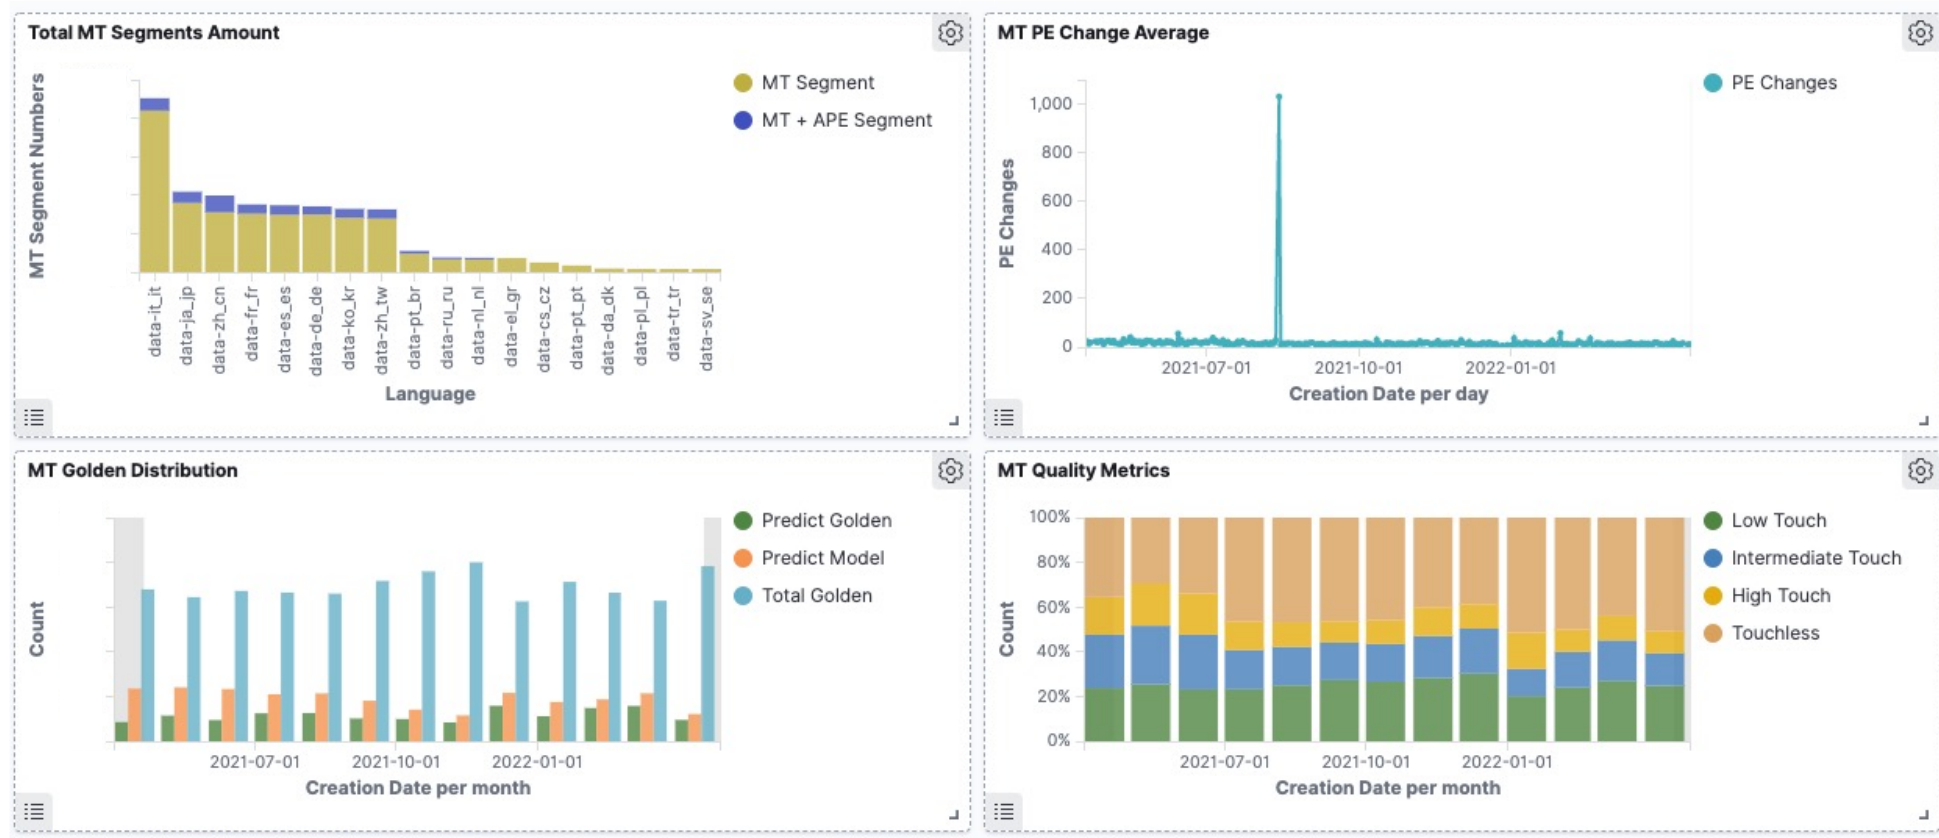 Total MT Segments Amount
MT Segment Numbers
MT Segment
MT + APE Segment
data-it_it
data-ja_jp
data-zh_cn
data-fr_fr
data-es_es
data-de_de
data-ko_kr
data-zh_tw
data-pt_br
data-ru_ru
data-nl_nl
data-el_gr
data-cs_cz
data-pt_pt
data-da_dk
data-pl_pl
data-tr_tr
data-sv_se
Language
MT PE Change Average
PE Changes
1,000
800
600
400
200
0
PE Changes
2021-07-01 2021-10-01 2022-01-01
Creation Date per day
MT Golden Distribution
Count
Predict Golden
Predict Model
Total Golden
2021-07-01 2021-10-01 2022-01-01
Creation Date per month
MT Quality Metrics
Count
100%
80%
60%
40%
20%
0%
Low Touch
Intermediate Touch
High Touch
Touchless
2021-07-01 2021-10-01 2022-01-01
Creation Date per month